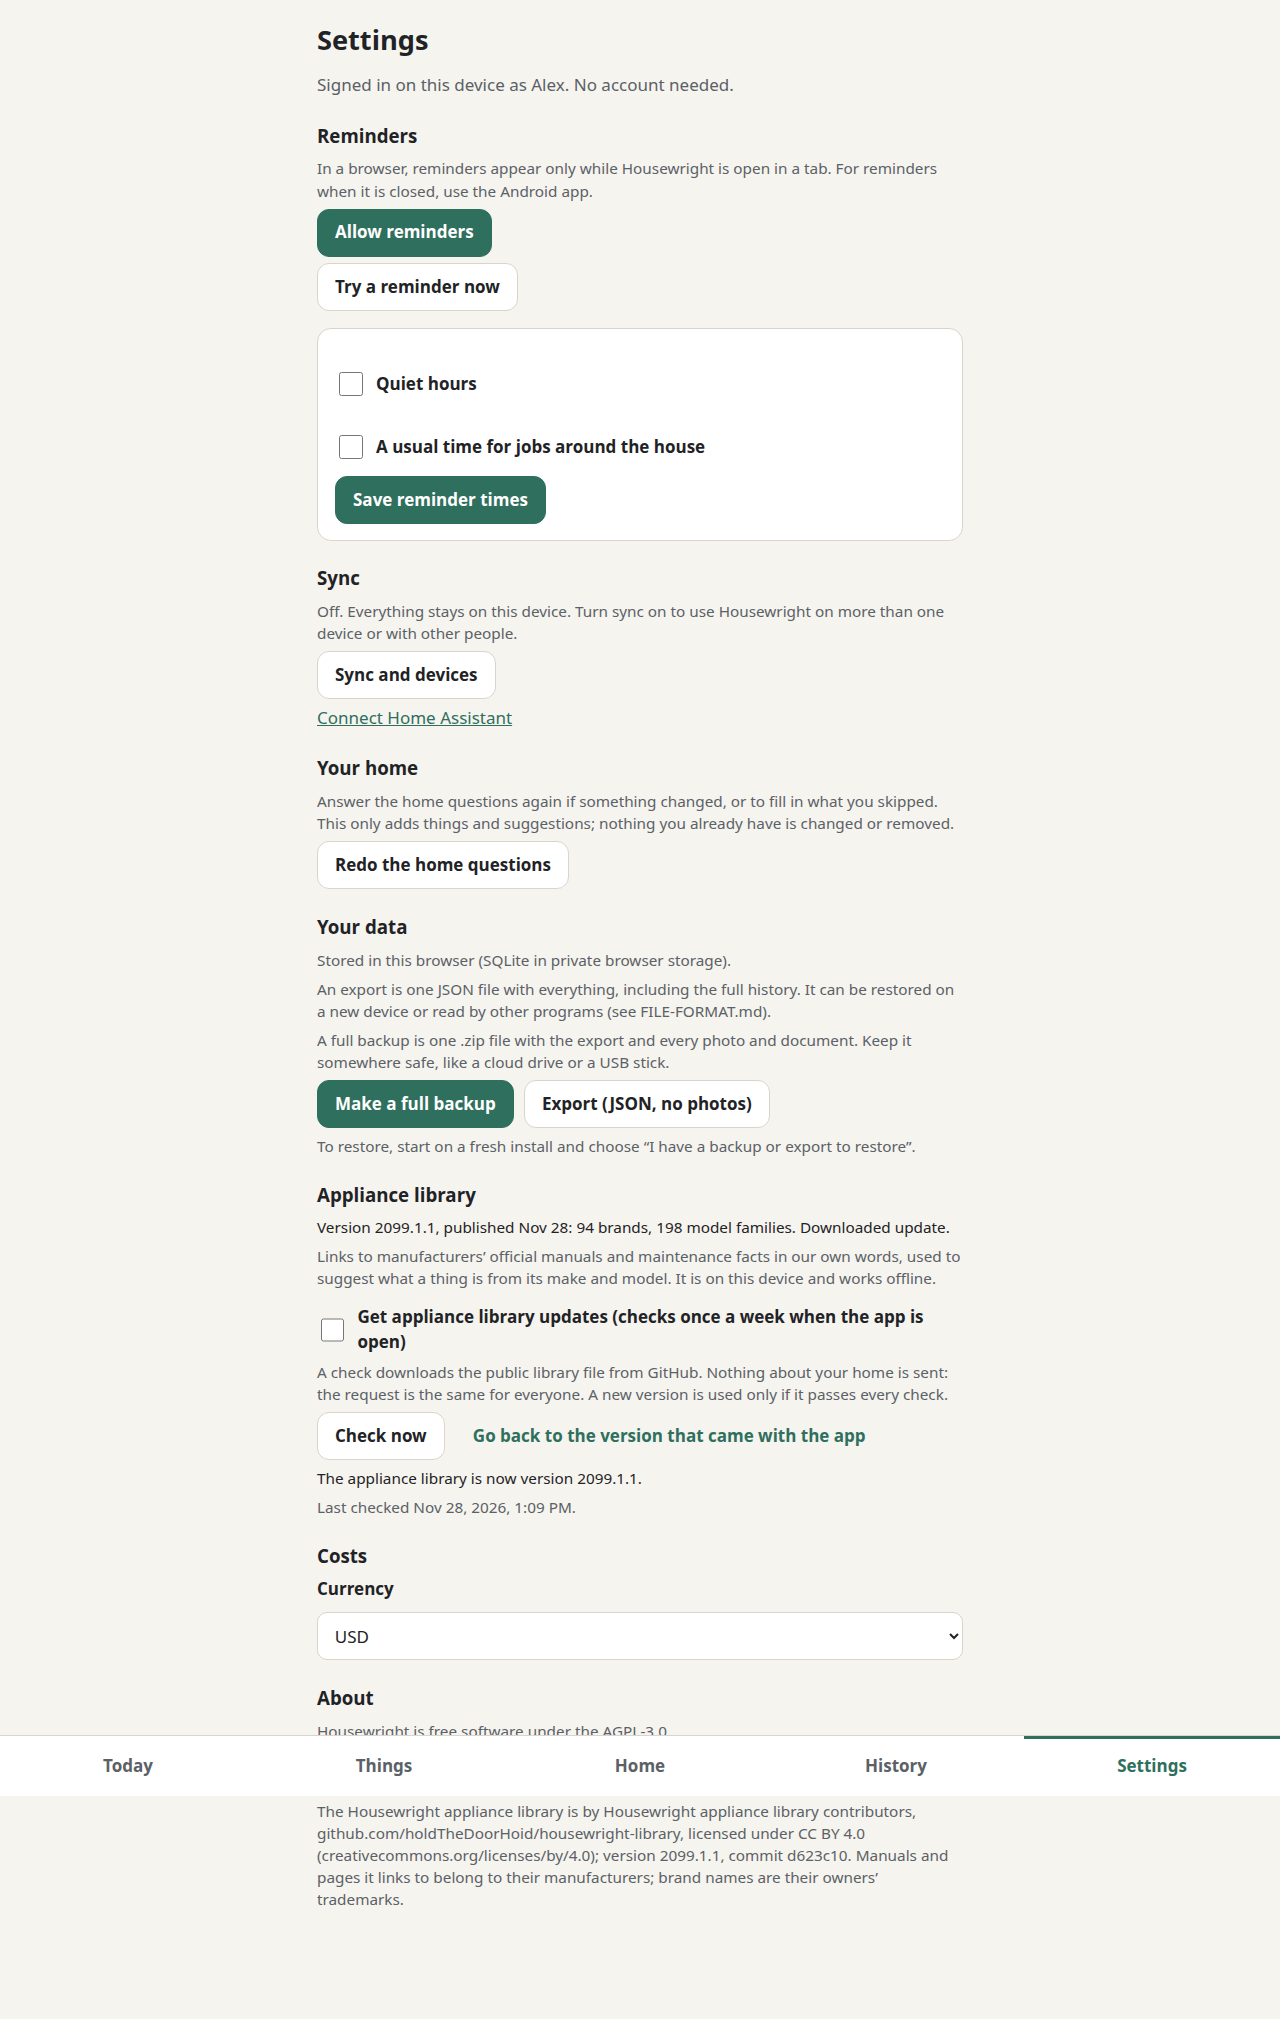 Settings
Signed in on this device as Alex. No account needed.
Reminders
In a browser, reminders appear only while Housewright is open in a tab. For reminders
when it is closed, use the Android app.
Allow reminders
Try a reminder now
Quiet hours
A usual time for jobs around the house
Save reminder times
Sync
Off. Everything stays on this device. Turn sync on to use Housewright on more than one
device or with other people.
Sync and devices
Connect Home Assistant
Your home
Answer the home questions again if something changed, or to fill in what you skipped.
This only adds things and suggestions; nothing you already have is changed or removed.
Redo the home questions
Your data
Stored in this browser (SQLite in private browser storage).
An export is one JSON file with everything, including the full history. It can be restored on
a new device or read by other programs (see FILE-FORMAT.md).
A full backup is one .zip file with the export and every photo and document. Keep it
somewhere safe, like a cloud drive or a USB stick.
Make a full backup Export (JSON, no photos)
To restore, start on a fresh install and choose “I have a backup or export to restore”.
Appliance library
Version 2099.1.1, published Nov 28: 94 brands, 198 model families. Downloaded update.
Links to manufacturers’ official manuals and maintenance facts in our own words, used to
suggest what a thing is from its make and model. It is on this device and works offline.
Get appliance library updates (checks once a week when the app is
open)
A check downloads the public library file from GitHub. Nothing about your home is sent:
the request is the same for everyone. A new version is used only if it passes every check.
Check now Go back to the version that came with the app
The appliance library is now version 2099.1.1.
Last checked Nov 28, 2026, 1:09 PM.
Costs
Currency
USD
About
Housewright is free software under the AGPL-3.0
Today Things Home History Settings
The Housewright appliance library is by Housewright appliance library contributors,
github.com/holdTheDoorHoid/housewright-library, licensed under CC BY 4.0
(creativecommons.org/licenses/by/4.0); version 2099.1.1, commit d623c10. Manuals and
pages it links to belong to their manufacturers; brand names are their owners’
trademarks.